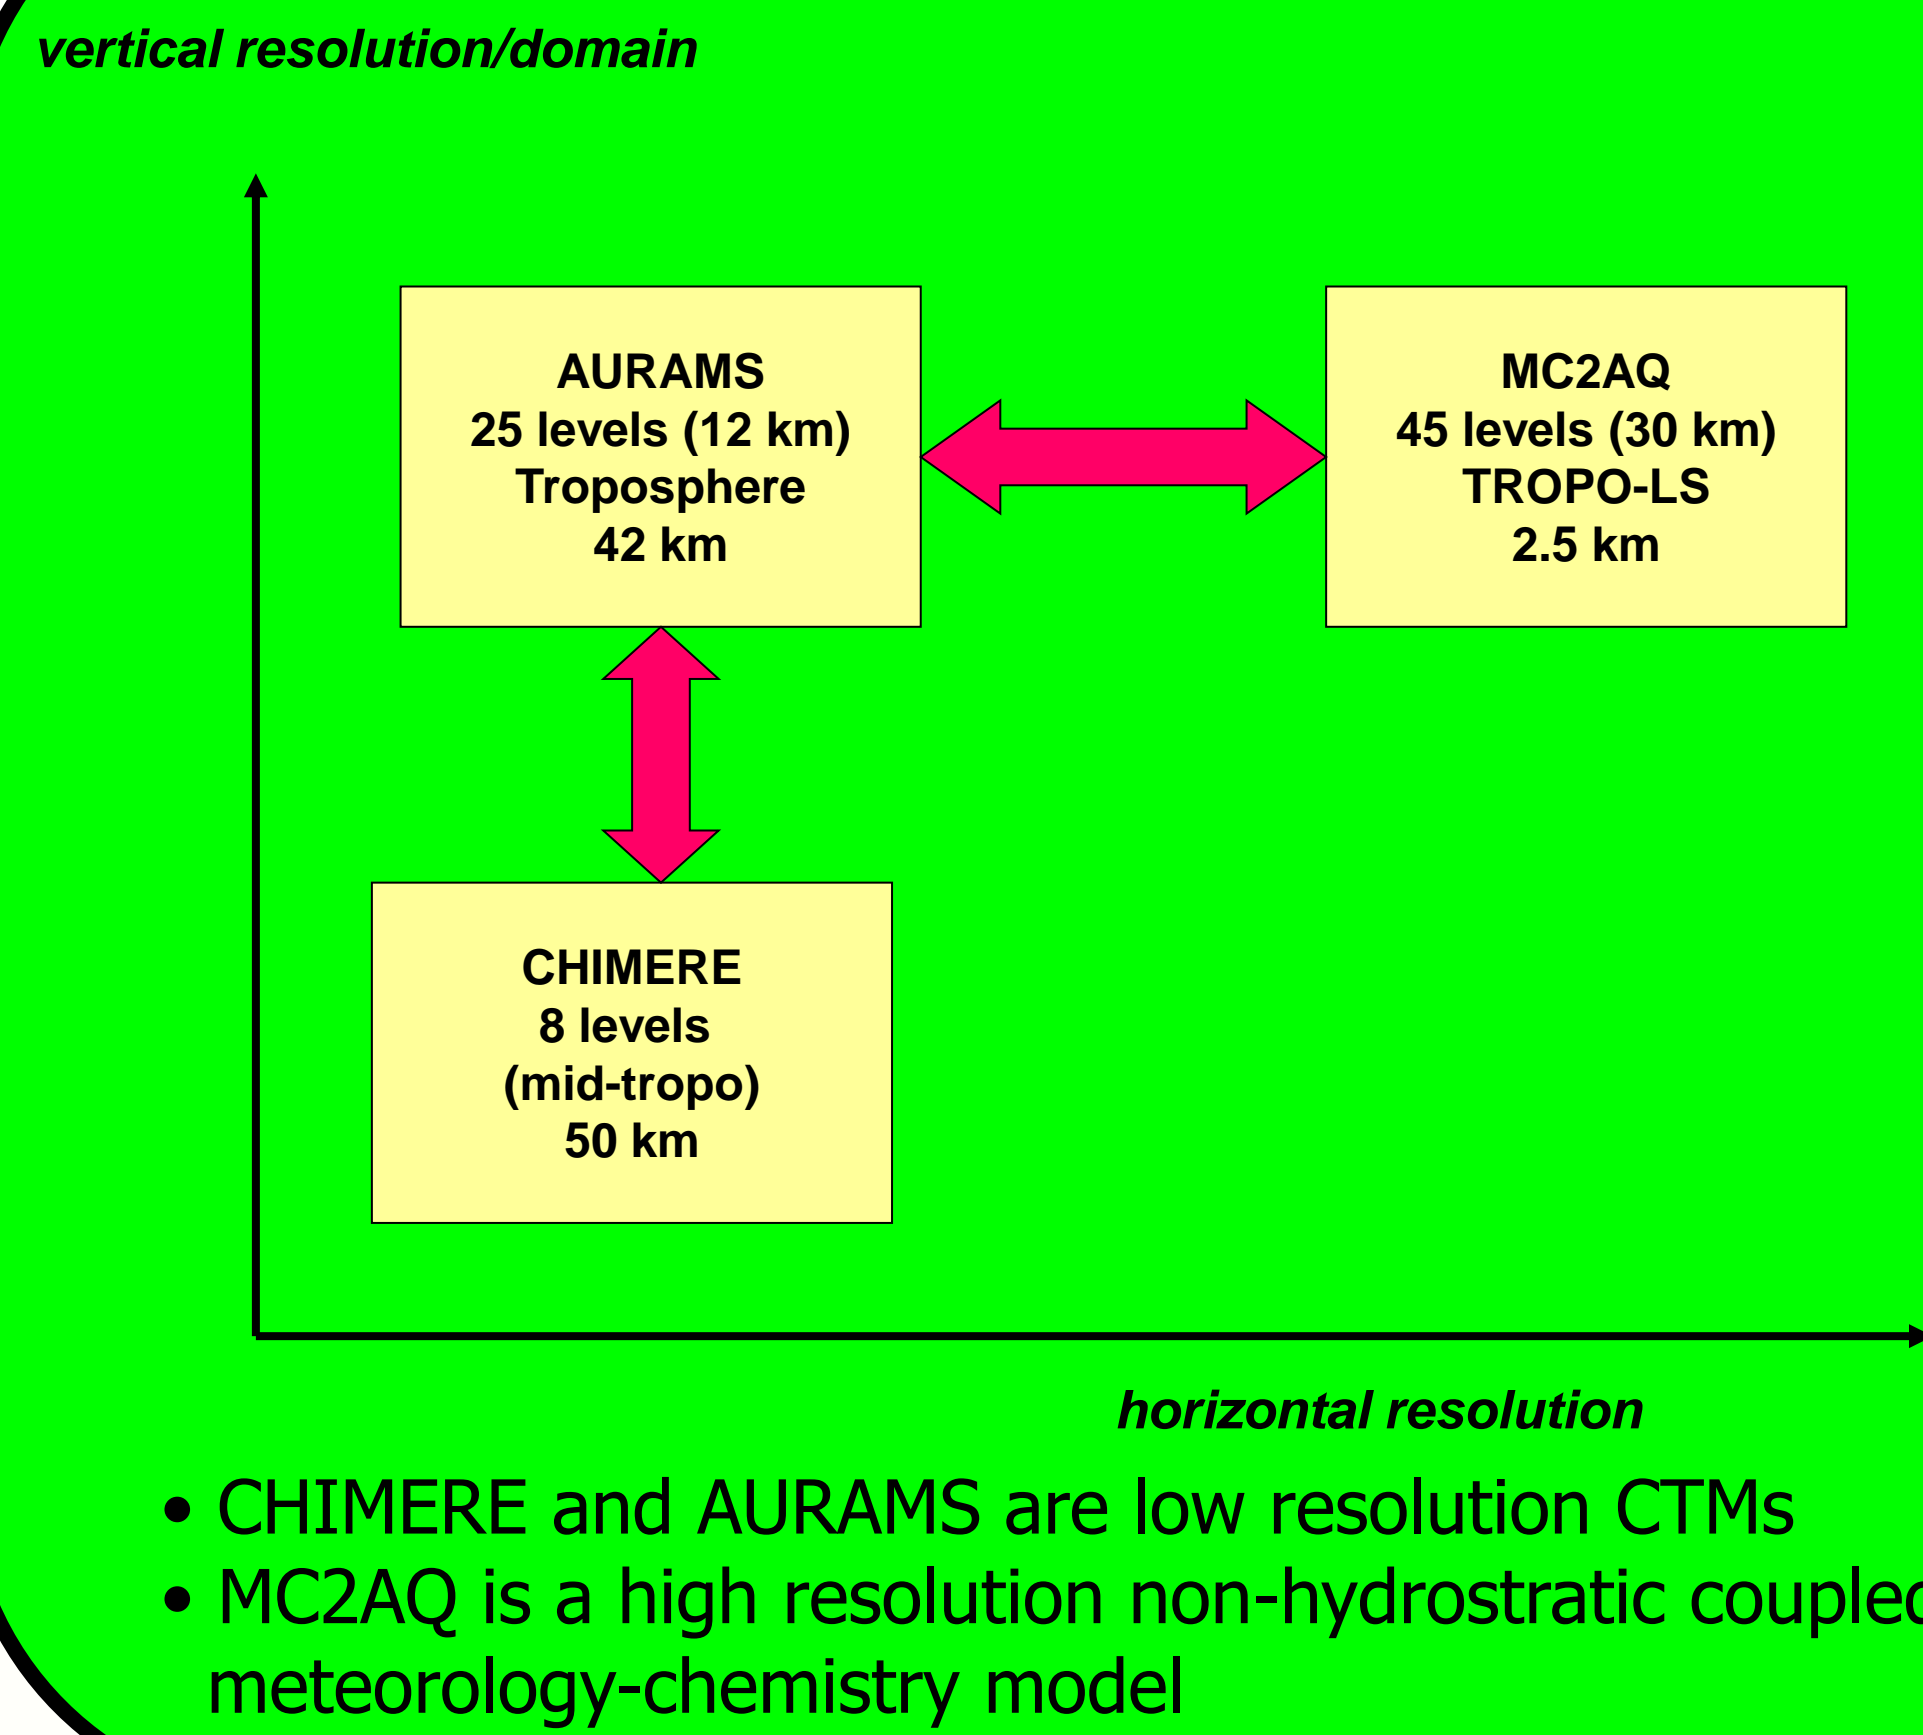 vertical resolution/domain
AURAMS
25 levels (12 km)
Troposphere
42 km
MC2AQ
45 levels (30 km)
TROPO-LS
2.5 km
CHIMERE
8 levels
(mid-tropo)
50 km
horizontal resolution
• CHIMERE and AURAMS are low resolution CTMs
• MC2AQ is a high resolution non-hydrostratic coupled
meteorology-chemistry model